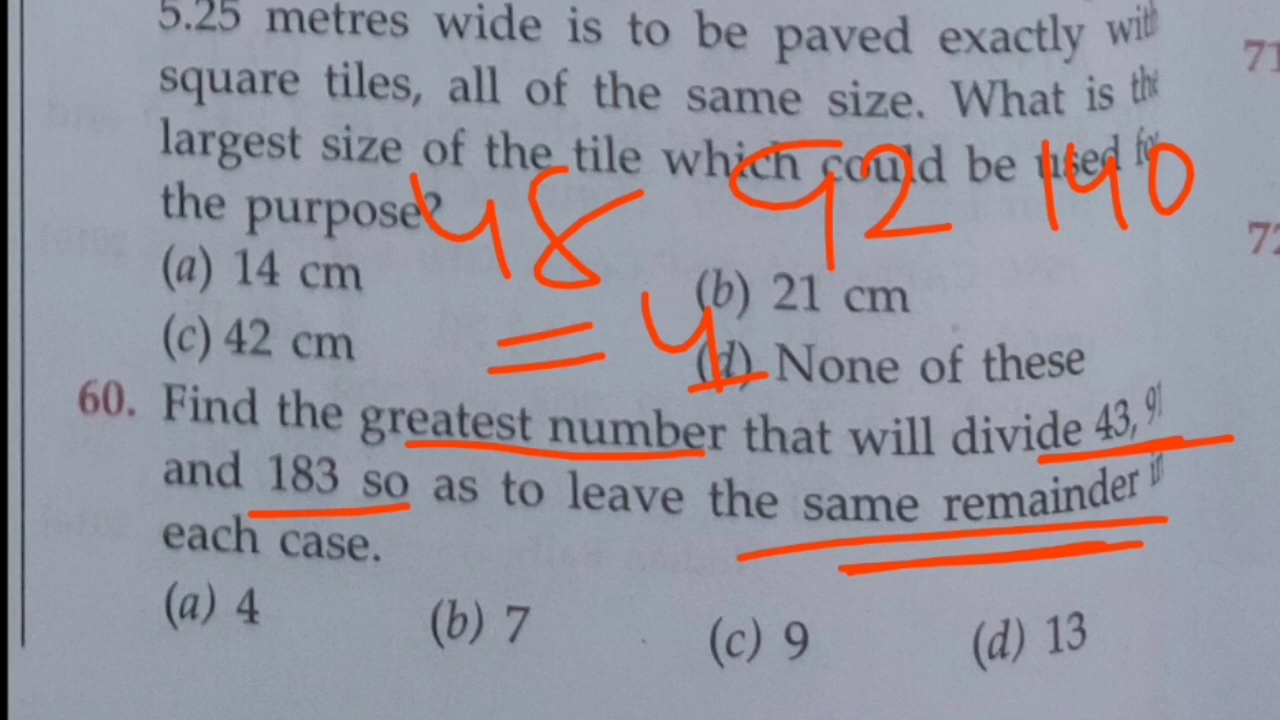 5.25 metres wide is to be paved exactly with
71
square tiles, all of the same size. What is the
largest size of the tile which could be used for
48 92 140
the purpose?
(a) 14 cm
(b) 21 cm
= 4
(c) 42 cm
(d) None of these
60. Find the greatest number that will divide 43, 91
and 183 so as to leave the same remainder in
each case.
(a) 4 (b) 7 (c) 9 (d) 13